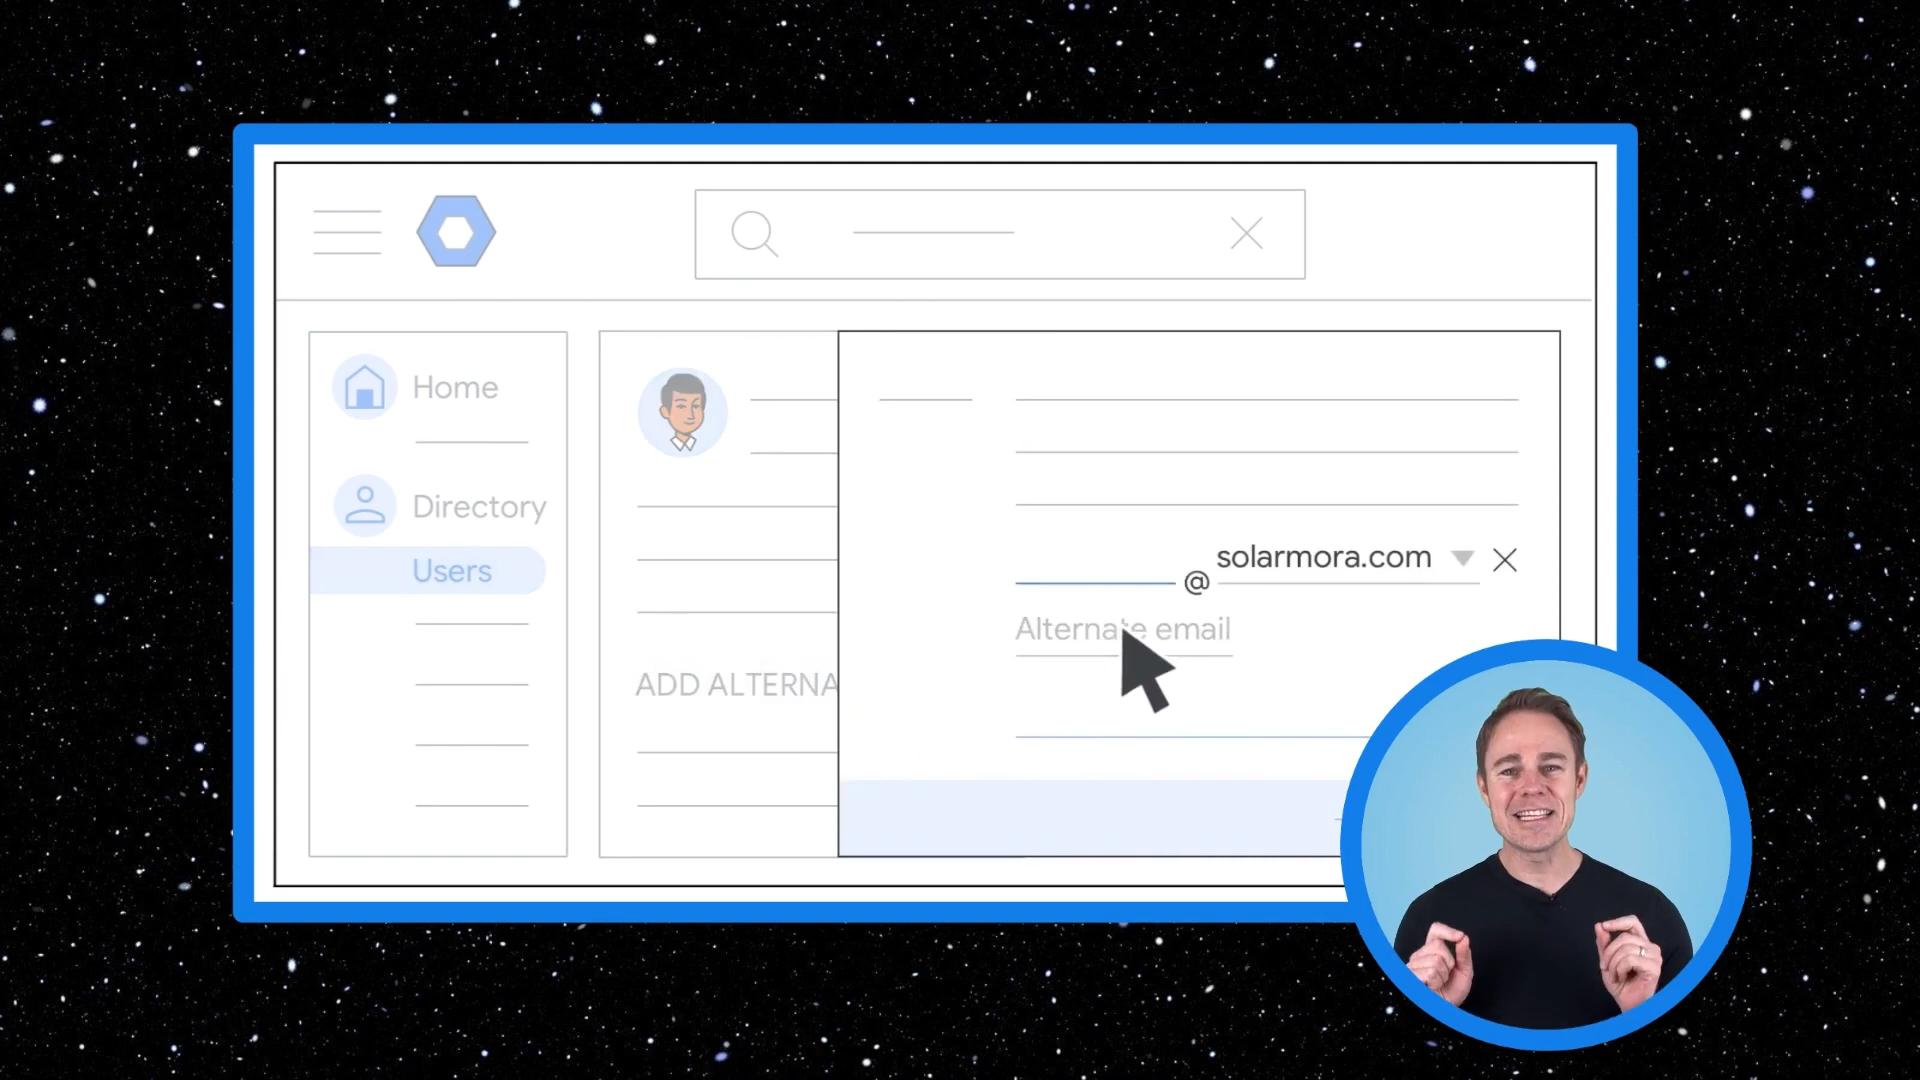 Home
Directory
Users
ADD ALTERNA
solarmora.com
@
Alternate email